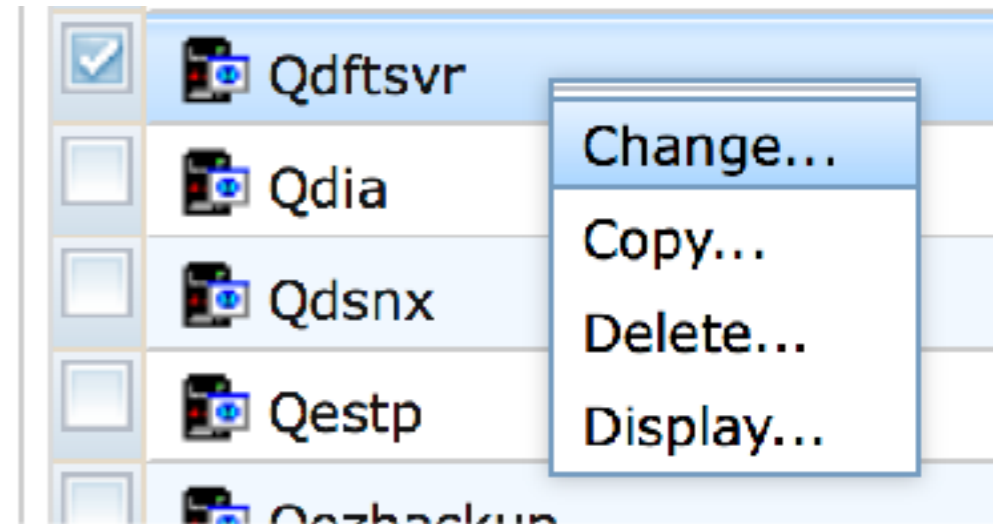 Qdftsvr
Change...
Qdia
Copy...
Qdsnx
Delete...
Qestp
Display...